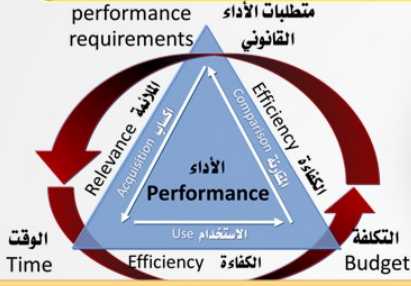 performance متطلبات الأداء
requirements القانوني
Relevance الملائمة
Acquisition اكتساب
Comparison المقارنة
Efficiency الكفاءة
الأداء
Performance
Use الاستخدام
الوقت
Time
Efficiency الكفاءة
التكلفة
Budget